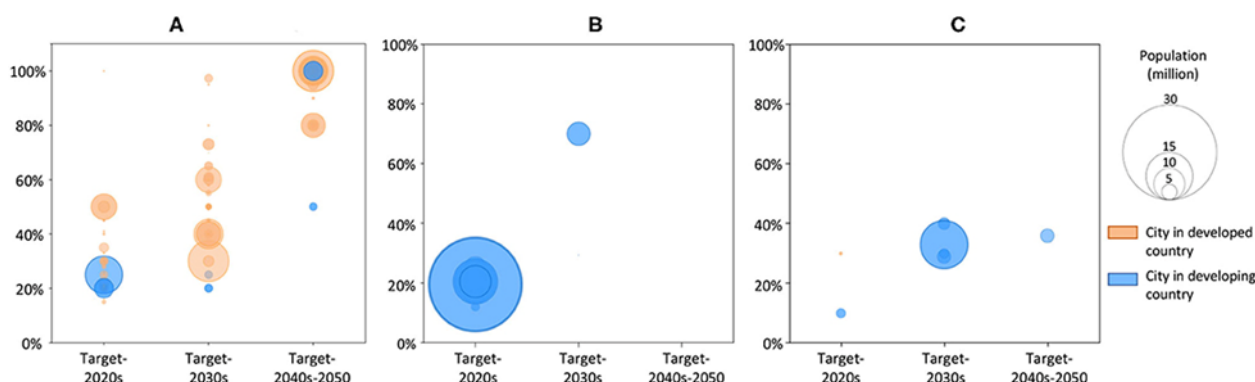 A
100%
80%
60%
40%
20%
0%
Target-
2020s
Target-
2030s
Target-
2040s-2050
B
100%
80%
60%
40%
20%
0%
Target-
2020s
Target-
2030s
Target-
2040s-2050
C
100%
80%
60%
40%
20%
0%
Target-
2020s
Target-
2030s
Target-
2040s-2050
Population
(million)
30
15
10
5
City in developed
country
City in developing
country